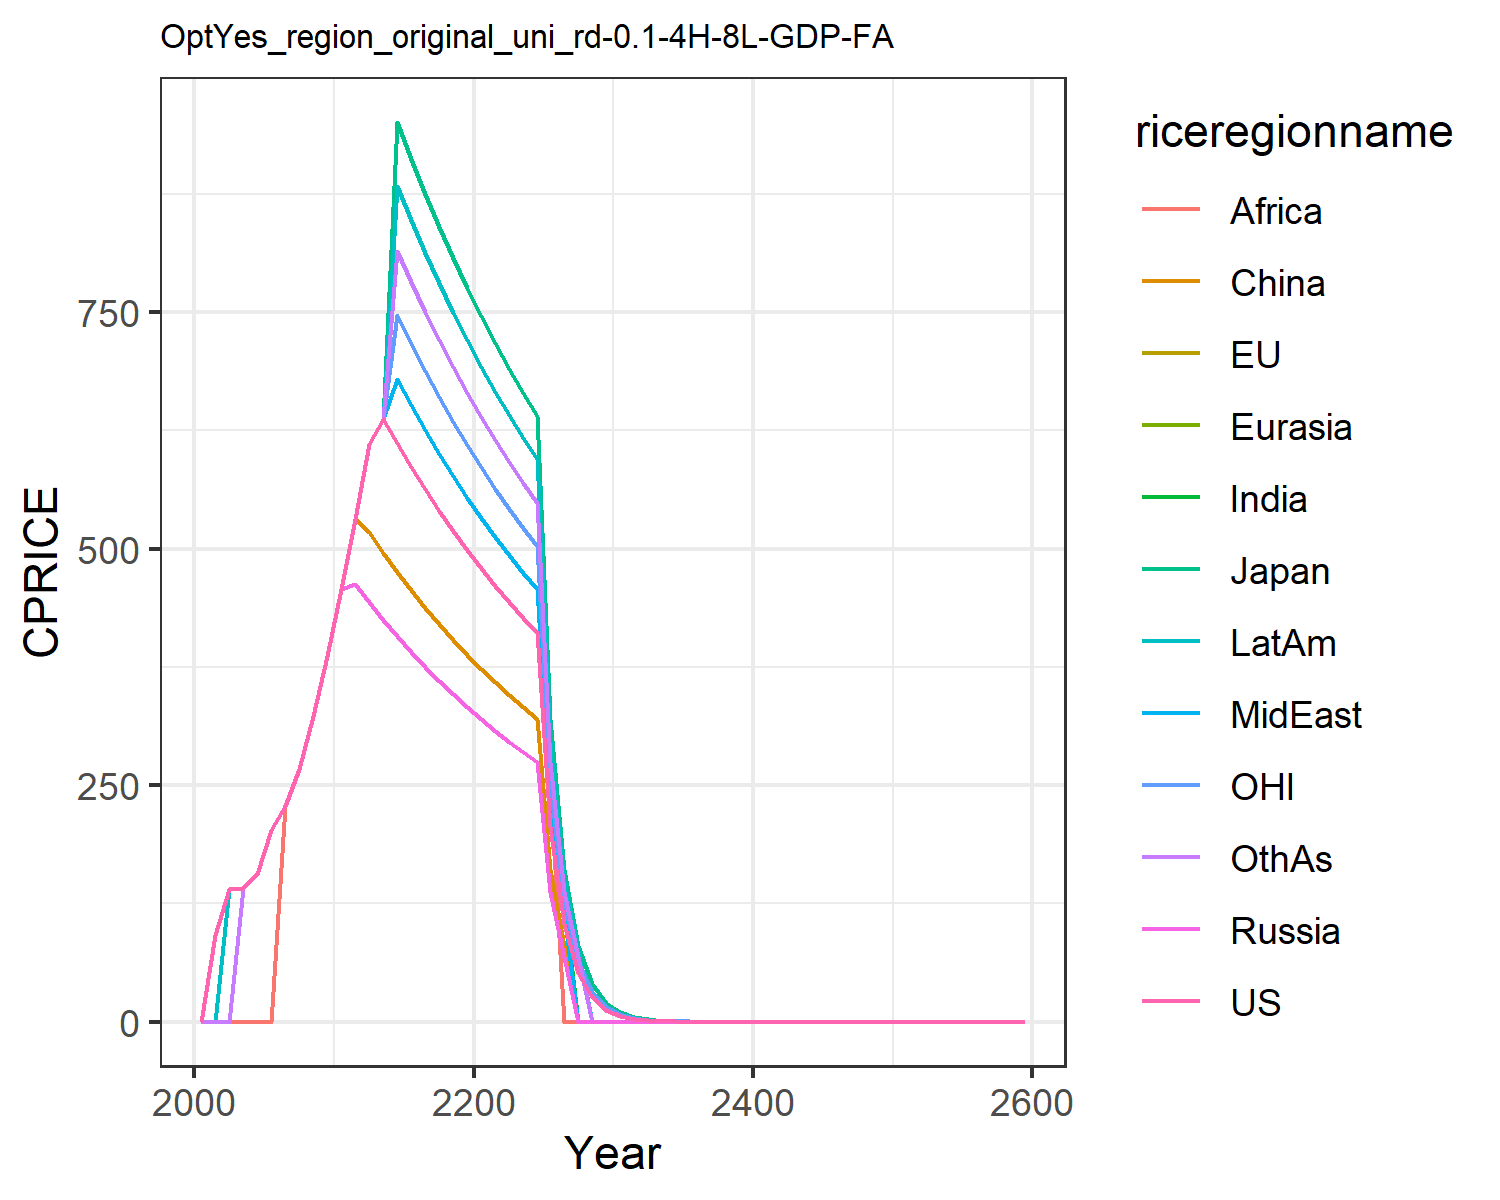 OptYes_region_original_uni_rd-0.1-4H-8L-GDP-FA
CPRICE
750
500
250
0
2000
2200
2400
2600
Year
riceregionname
Africa
China
EU
Eurasia
India
Japan
LatAm
MidEast
OHI
OthAs
Russia
US